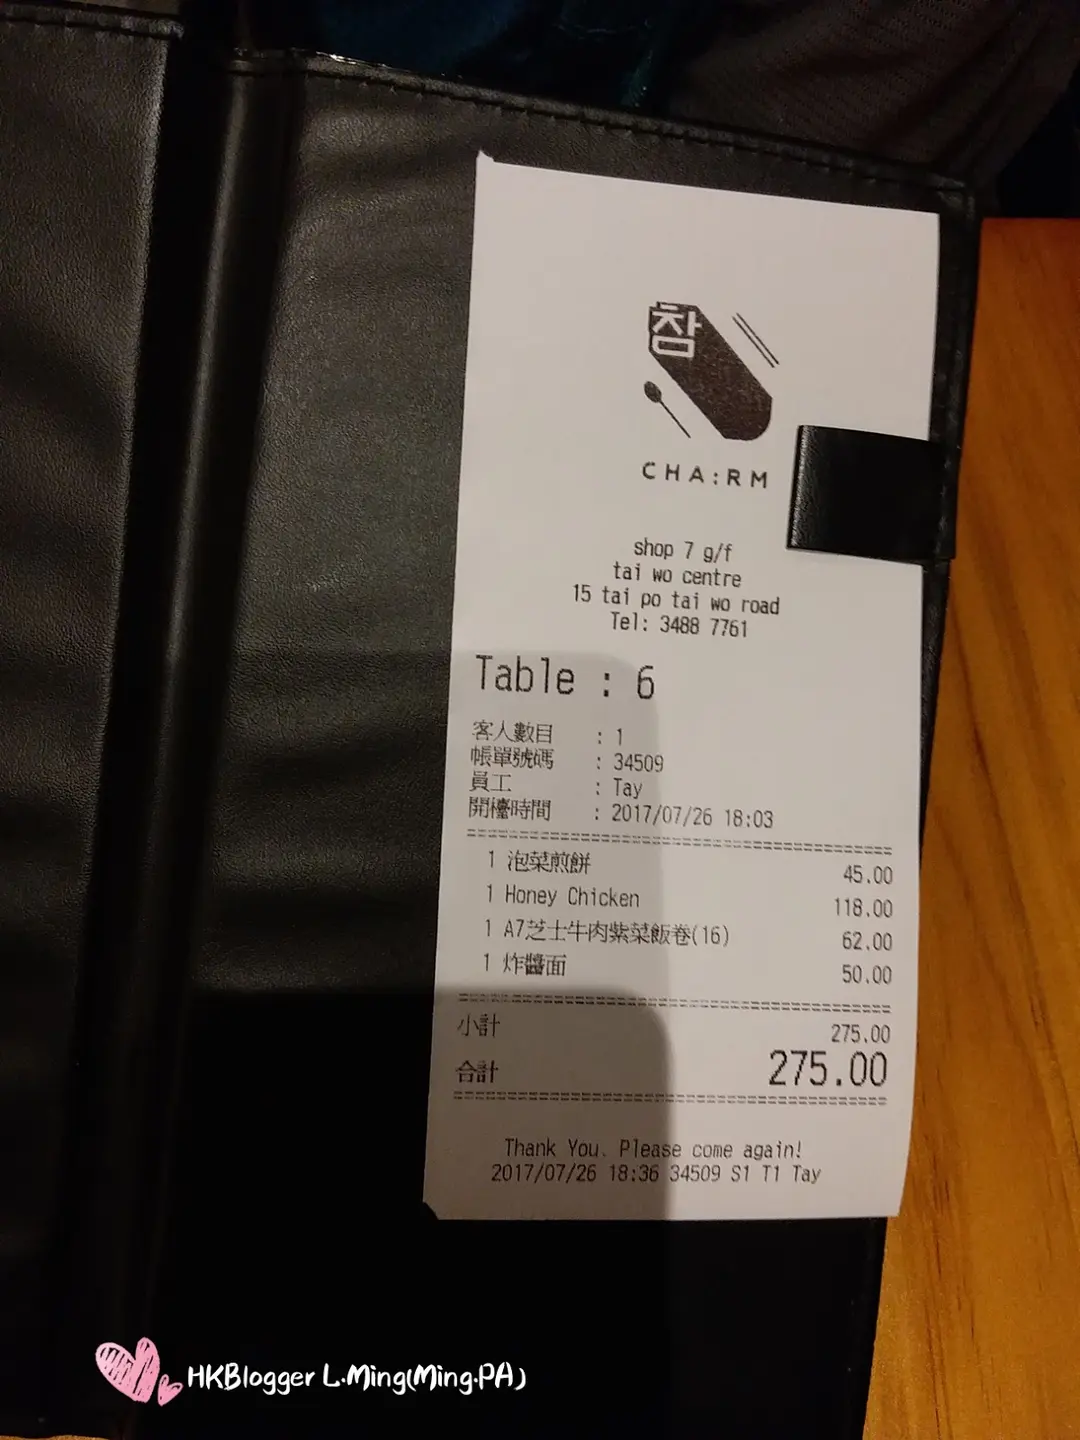 참
CHA:RM
shop 7 g/f
tai wo centre
15 tai po tai wo road
Tel: 3488 7761
Table : 6
客人數目 : 1
帳單號碼 : 34509
員工 : Tay
開檯時間 : 2017/07/26 18:03
1 泡菜煎餅 45.00
1 Honey Chicken 118.00
1 A7芝士牛肉紫菜飯卷(16) 62.00
1 炸醬面 50.00
小計 275.00
合計 275.00
Thank You. Please come again!
2017/07/26 18:36 34509 S1 T1 Tay
HKBlogger L.Ming(Ming.PA)